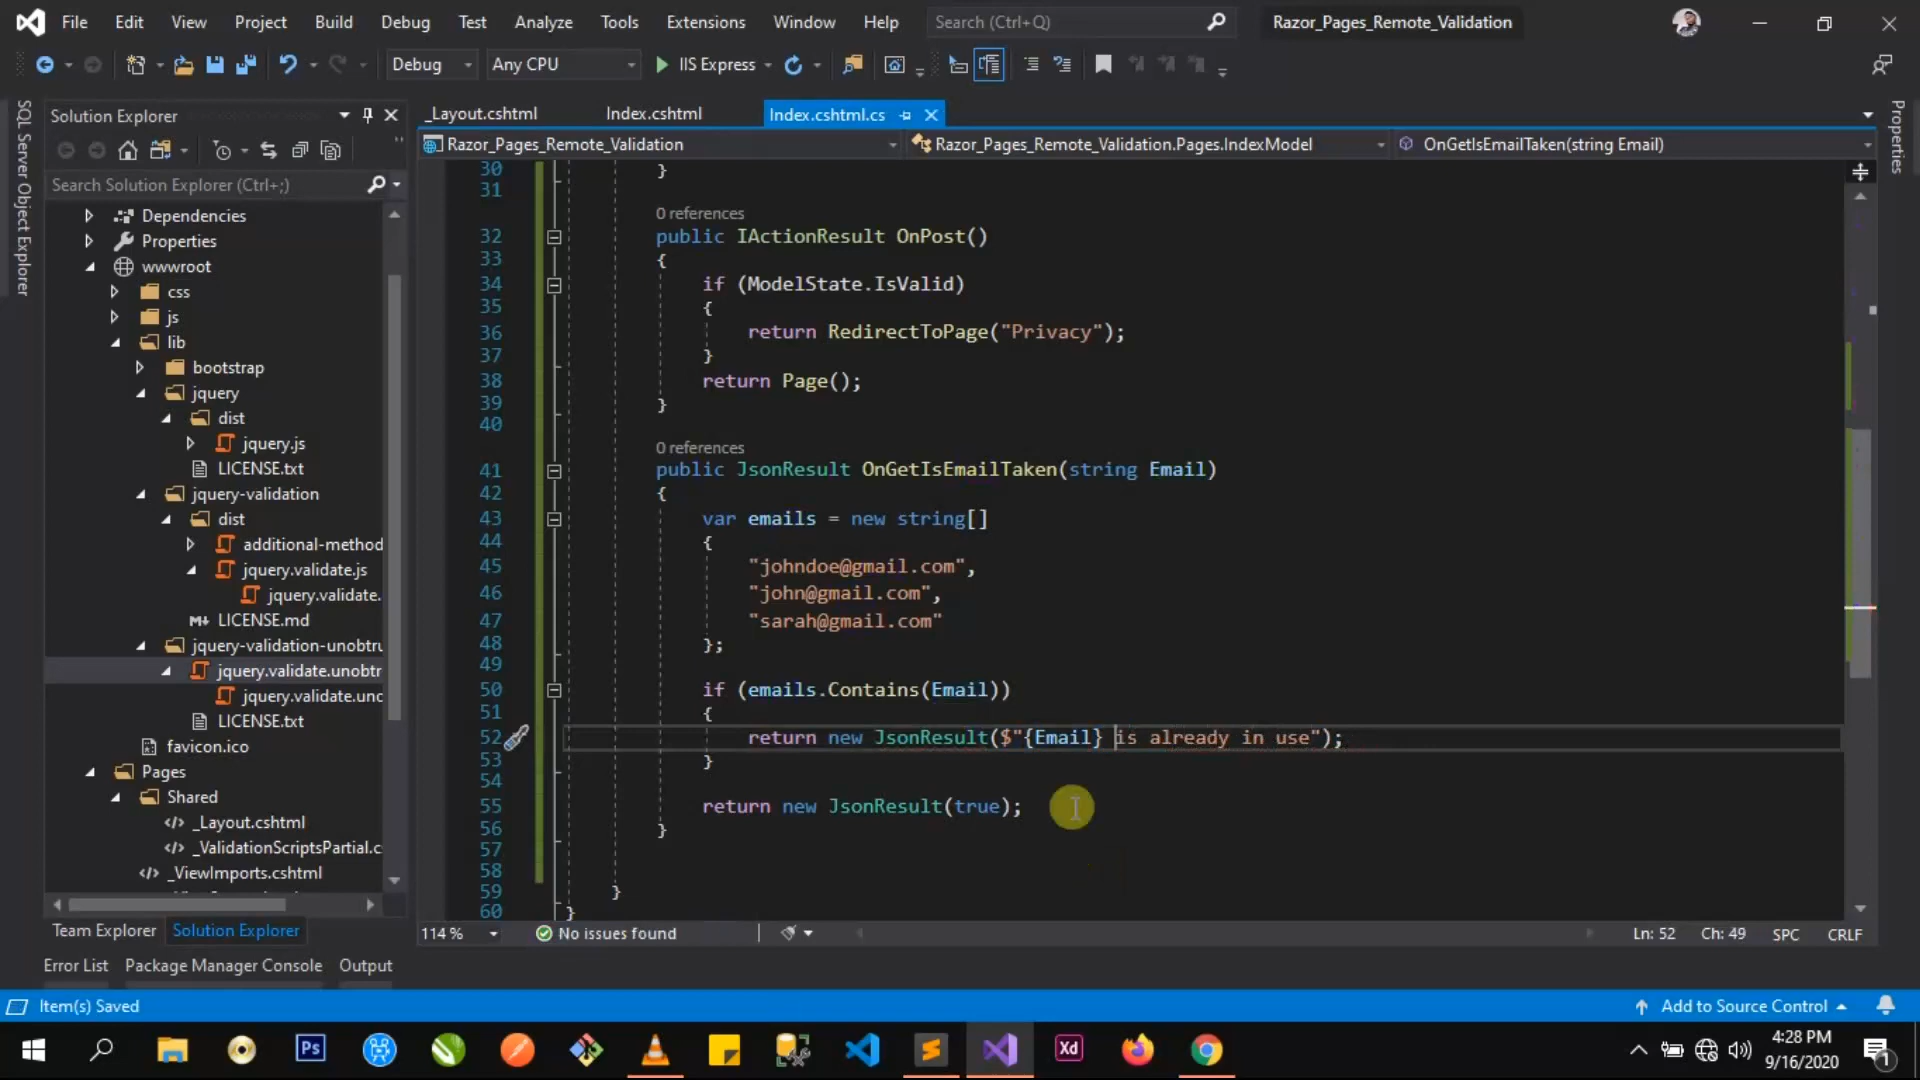 File Edit View Project Build Debug Test Analyze Tools Extensions Window Help Search (Ctrl+Q) Razor_Pages_Remote_Validation
Debug Any CPU IIS Express
SQL Server Object Explorer
Solution Explorer
Search Solution Explorer (Ctrl+;)
Dependencies
Properties
wwwroot
css
js
lib
bootstrap
jquery
dist
jquery.js
LICENSE.txt
jquery-validation
dist
additional-method
jquery.validate.js
jquery.validate.
LICENSE.md
jquery-validation-unobtru
jquery.validate.unobtr
jquery.validate.unc
LICENSE.txt
favicon.ico
Pages
Shared
_Layout.cshtml
_ValidationScriptsPartial.c
_ViewImports.cshtml
Team Explorer Solution Explorer
_Layout.cshtml Index.cshtml Index.cshtml.cs
Razor_Pages_Remote_Validation Razor_Pages_Remote_Validation.Pages.IndexModel OnGetIsEmailTaken(string Email)
Properties
30 }
31
0 references
32 public IActionResult OnPost()
33 {
34 if (ModelState.IsValid)
35 {
36 return RedirectToPage("Privacy");
37 }
38 return Page();
39 }
40
0 references
41 public JsonResult OnGetIsEmailTaken(string Email)
42 {
43 var emails = new string[]
44 {
45 "johndoe@gmail.com",
46 "john@gmail.com",
47 "sarah@gmail.com"
48 };
49
50 if (emails.Contains(Email))
51 {
52 return new JsonResult($"{Email} is already in use");
53 }
54
55 return new JsonResult(true);
56 }
57
58
59 }
60 }
114 % No issues found Ln: 52 Ch: 49 SPC CRLF
Error List Package Manager Console Output
Item(s) Saved Add to Source Control
Ps Xd 4:28 PM
9/16/2020 1